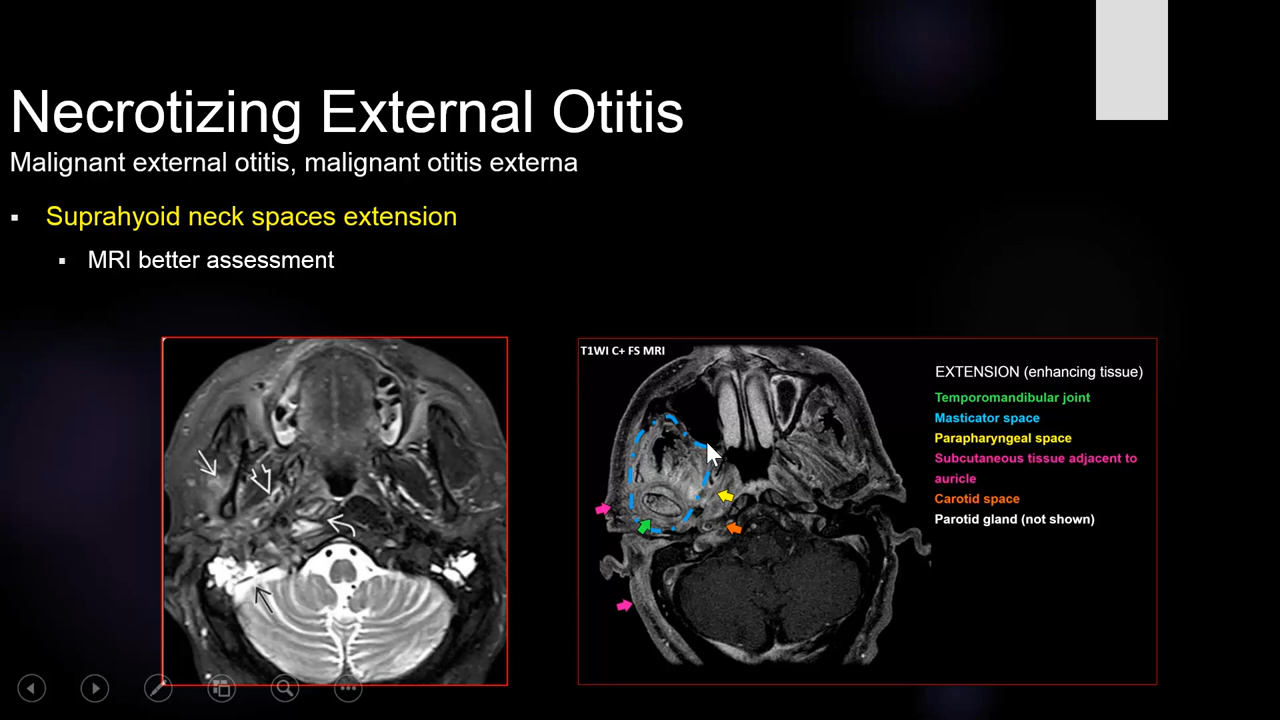 Necrotizing External Otitis
Malignant external otitis, malignant otitis externa
Suprahyoid neck spaces extension
MRI better assessment
T1WI C+ FS MRI
EXTENSION (enhancing tissue)
Temporomandibular joint
Masticator space
Parapharyngeal space
Subcutaneous tissue adjacent to
auricle
Carotid space
Parotid gland (not shown)